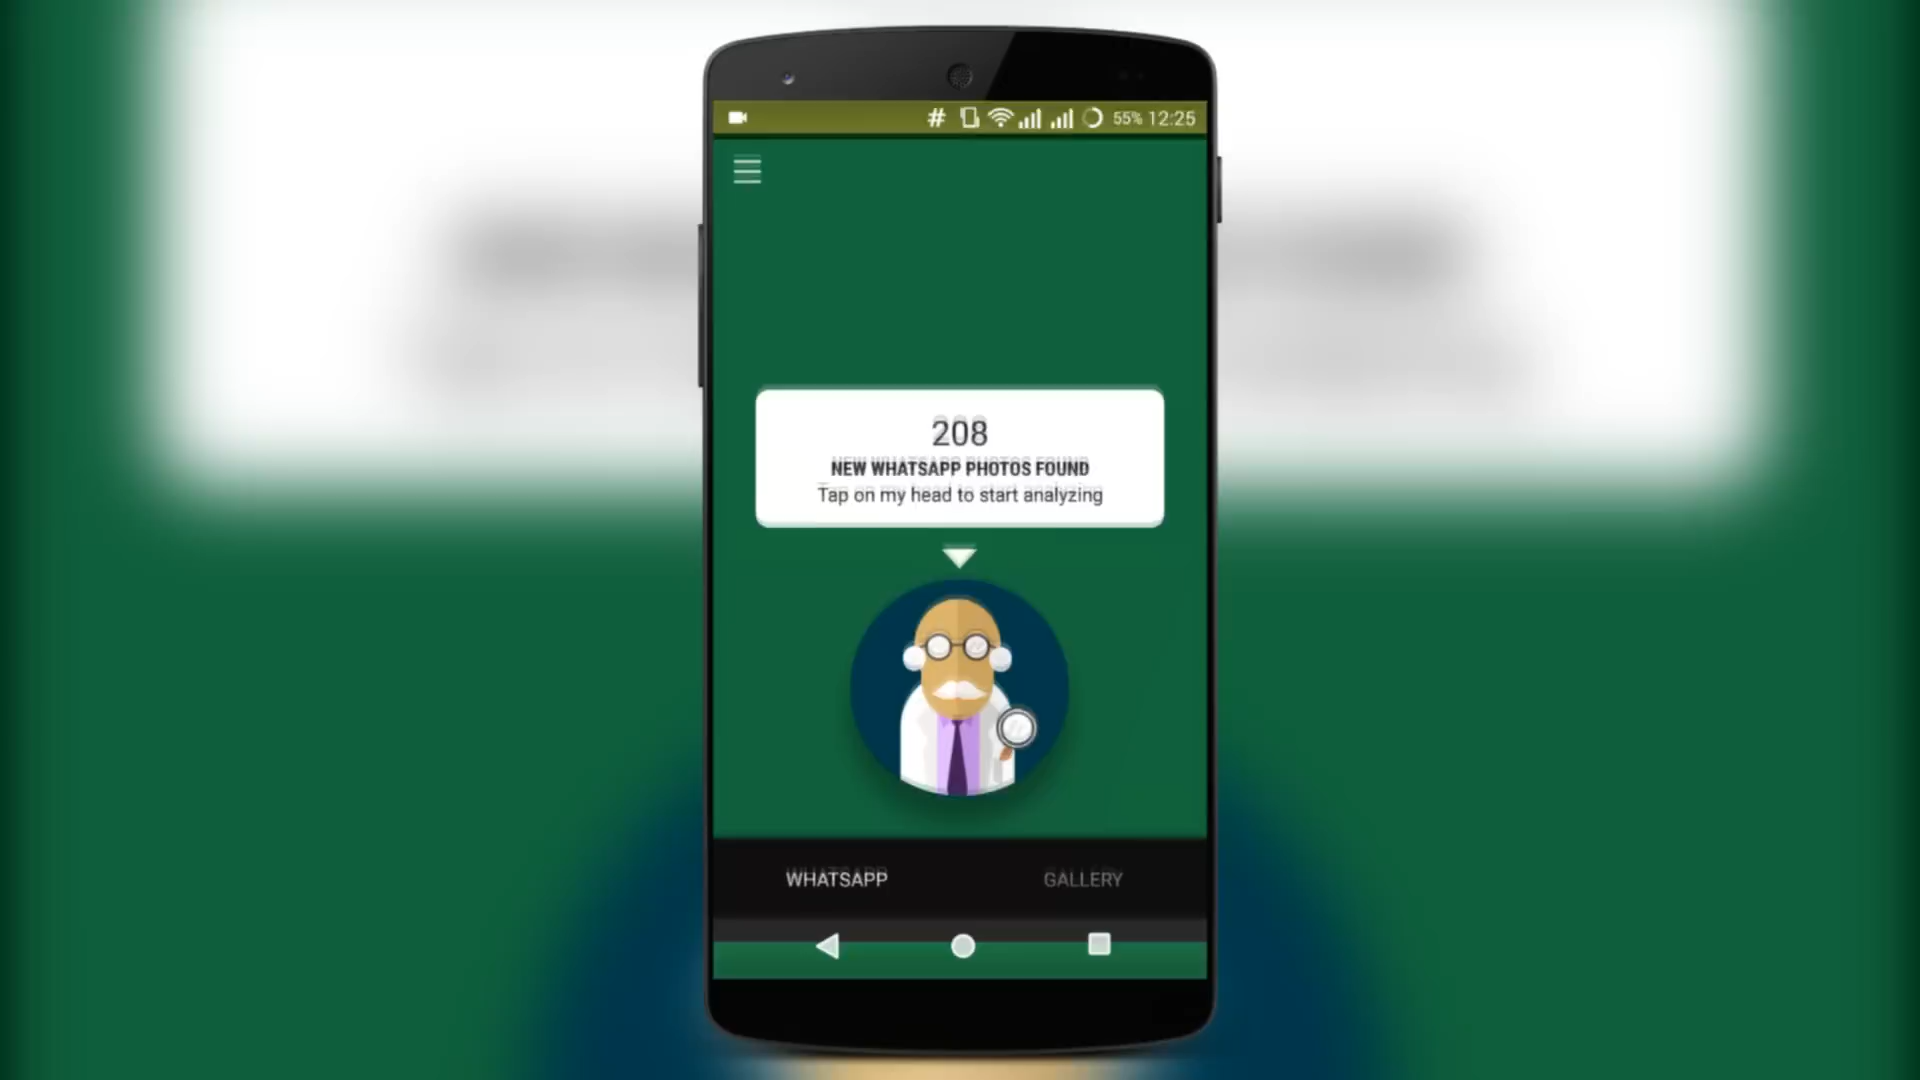 # 55% 12:25
208
NEW WHATSAPP PHOTOS FOUND
Tap on my head to start analyzing
WHATSAPP GALLERY